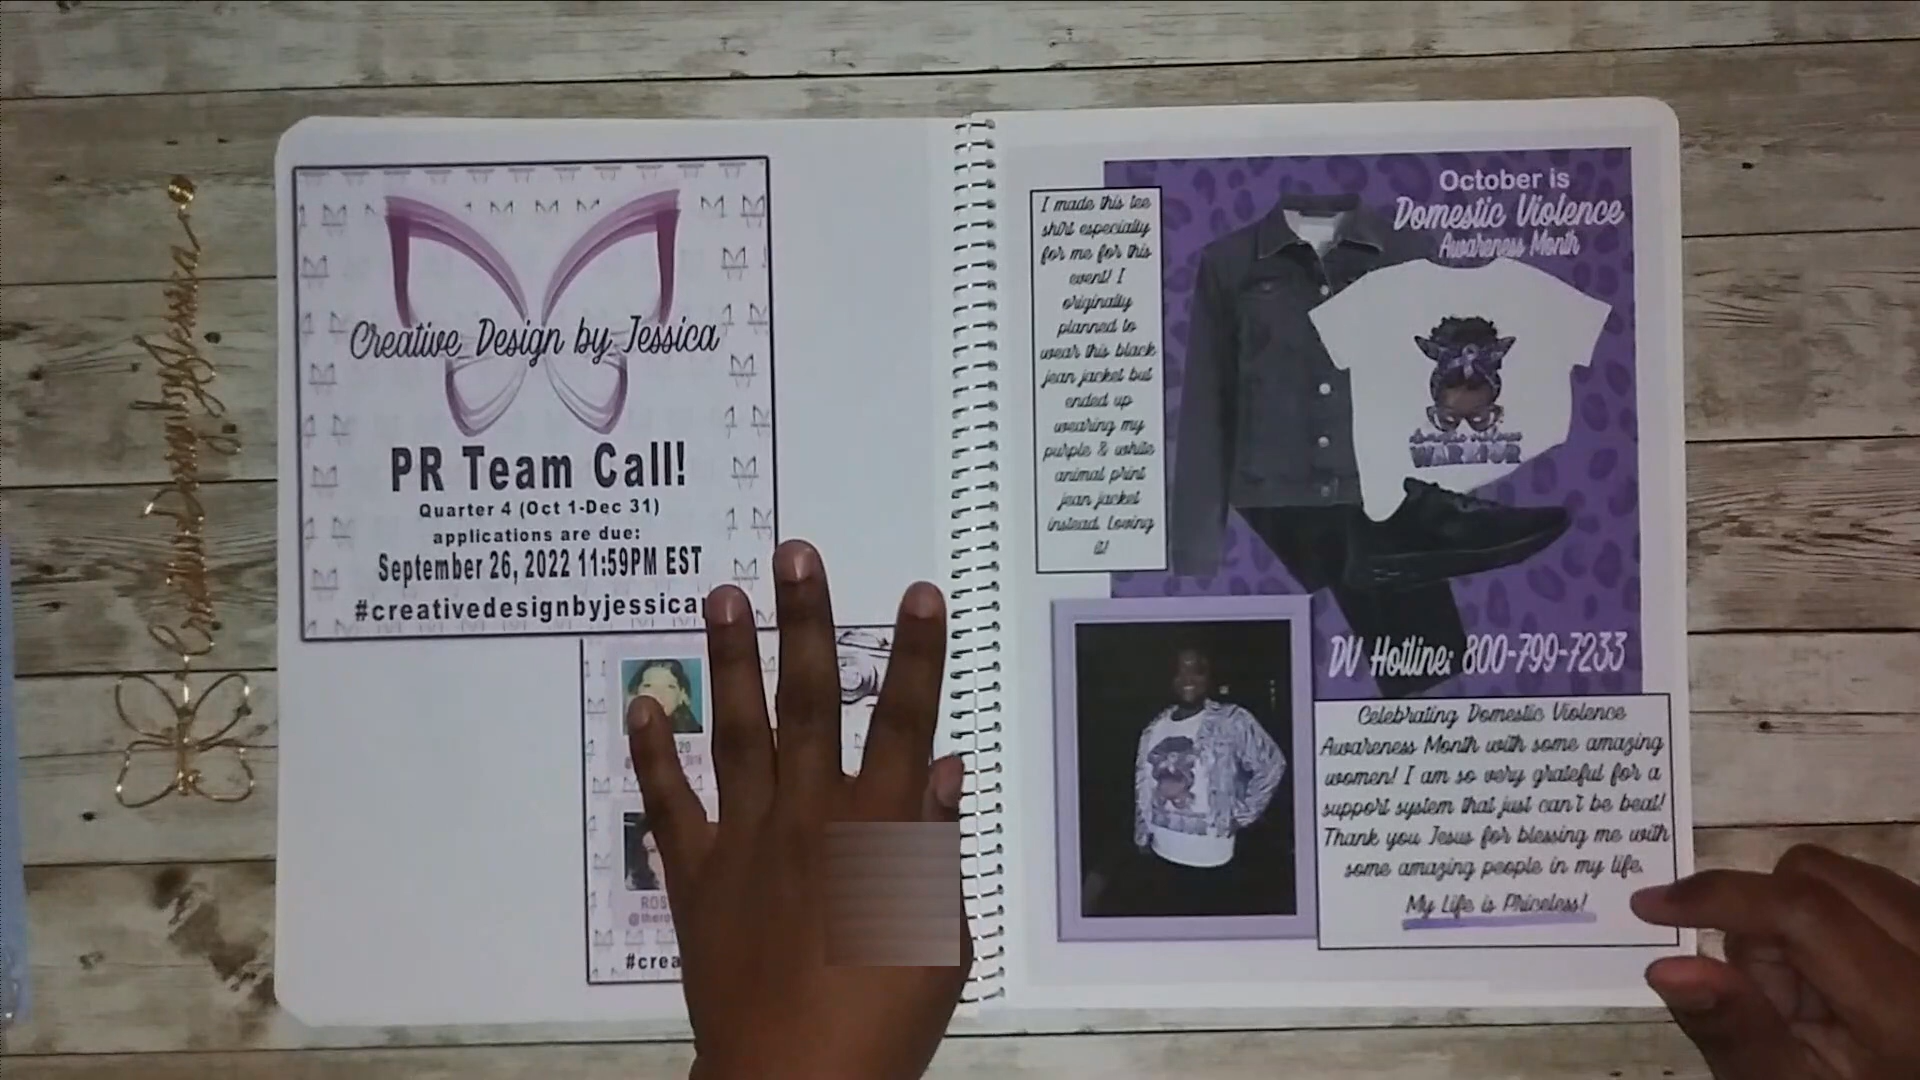 Creative Design by Jessica
PR Team Call!
Quarter 4 (Oct 1-Dec 31)
applications are due:
September 26, 2022 11:59PM EST
#creativedesignbyjessica
#crea
I made this tee
shirt especially
for me for this
event! I
originally
planned to
wear this black
jean jacket but
ended up
wearing my
purple & white
animal print
jean jacket
instead. Loving
it!
October is
Domestic Violence
Awareness Month
domestic violence
WARRIOR
DV Hotline: 800-799-7233
Celebrating Domestic Violence
Awareness Month with some amazing
women! I am so very grateful for a
support system that just can't be beat!
Thank you Jesus for blessing me with
some amazing people in my life.
My Life is Priceless!
CreativeDesignbyJessica